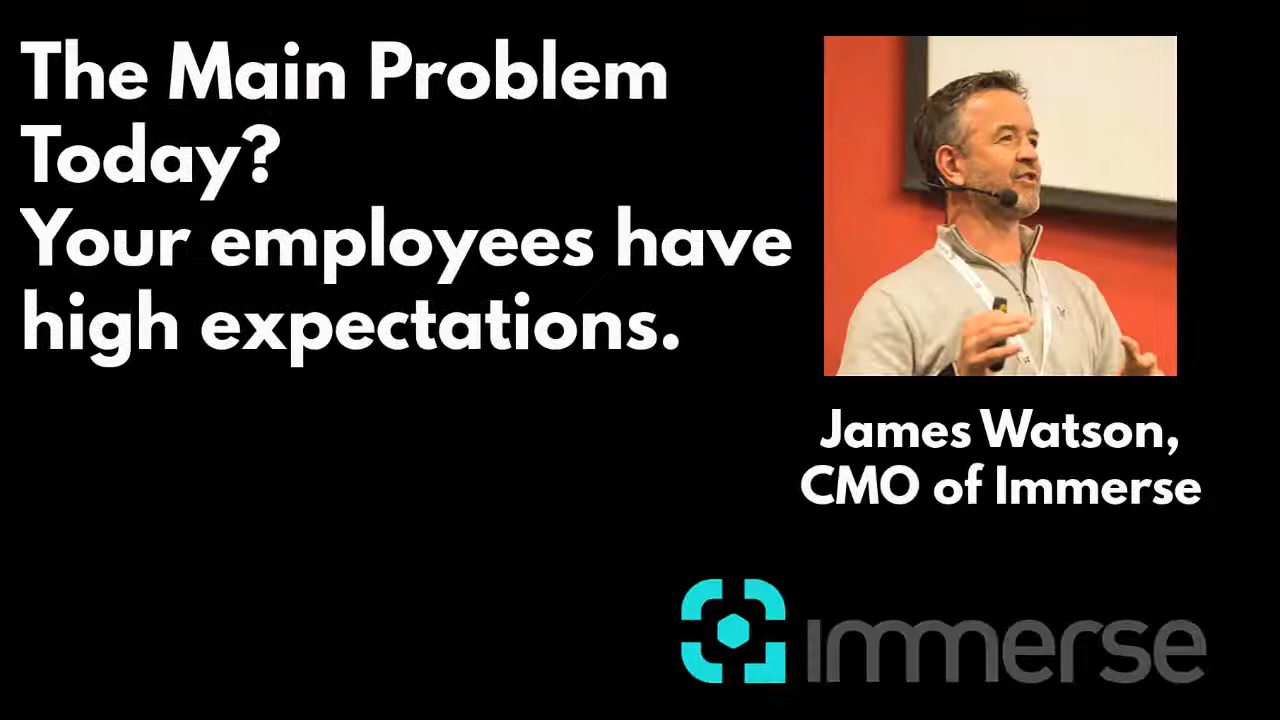 The Main Problem
Today?
Your employees have
high expectations.
James Watson,
CMO of Immerse
immerse